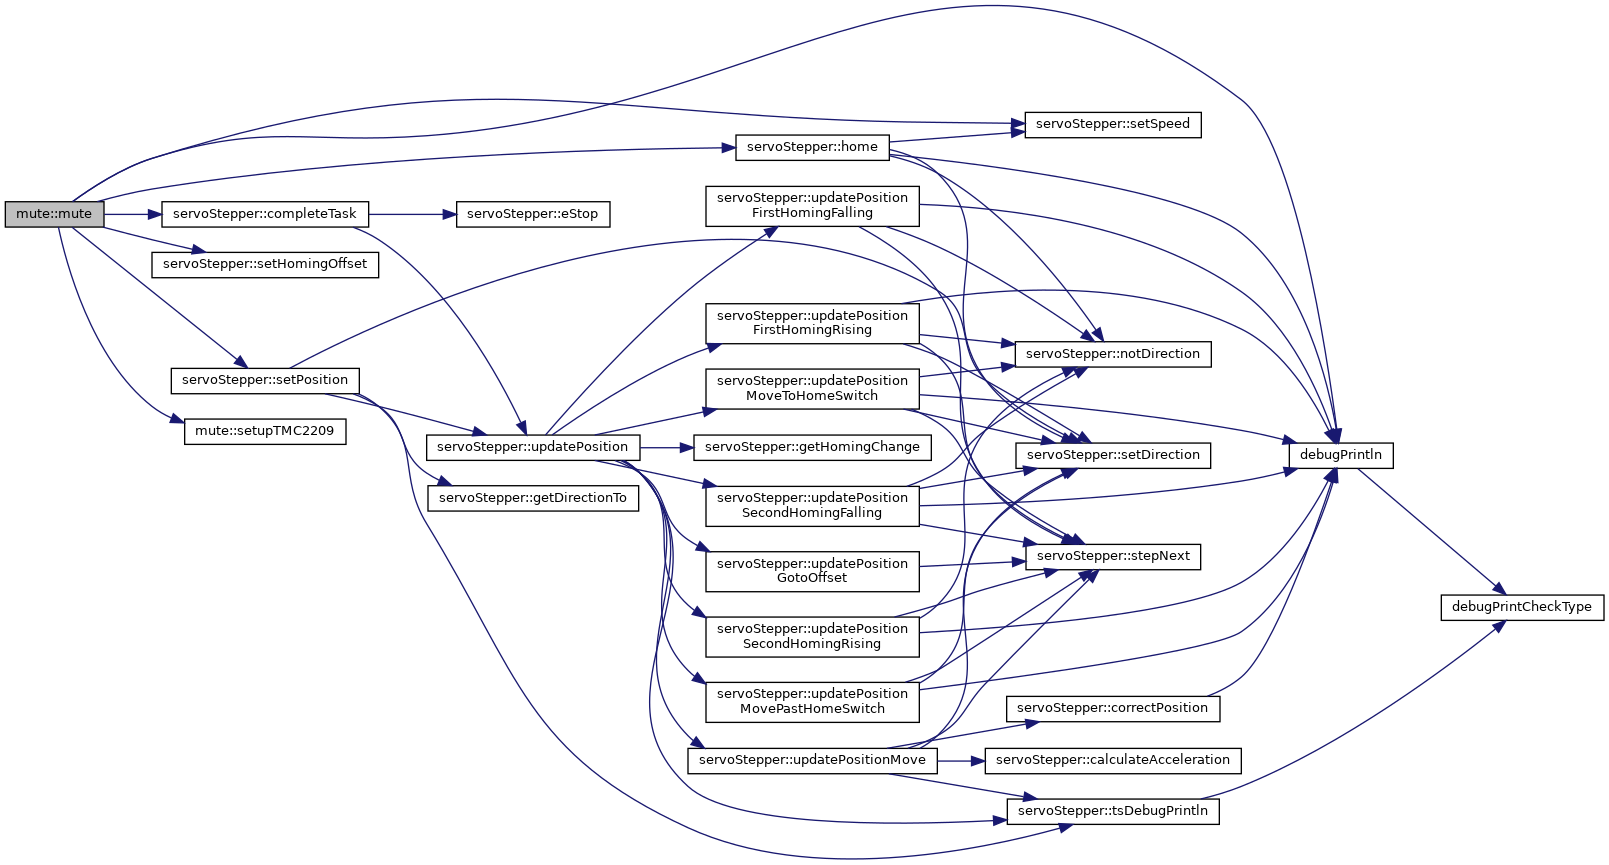 mute::mute
servoStepper::completeTask
servoStepper::setHomingOffset
servoStepper::setPosition
mute::setupTMC2209
servoStepper::eStop
servoStepper::updatePosition
servoStepper::getDirectionTo
servoStepper::home
servoStepper::updatePosition
FirstHomingFalling
servoStepper::updatePosition
FirstHomingRising
servoStepper::updatePosition
MoveToHomeSwitch
servoStepper::getHomingChange
servoStepper::updatePosition
SecondHomingFalling
servoStepper::updatePosition
GotoOffset
servoStepper::updatePosition
SecondHomingRising
servoStepper::updatePosition
MovePastHomeSwitch
servoStepper::updatePositionMove
servoStepper::setSpeed
servoStepper::notDirection
servoStepper::setDirection
servoStepper::stepNext
servoStepper::correctPosition
servoStepper::calculateAcceleration
servoStepper::tsDebugPrintln
debugPrintln
debugPrintCheckType